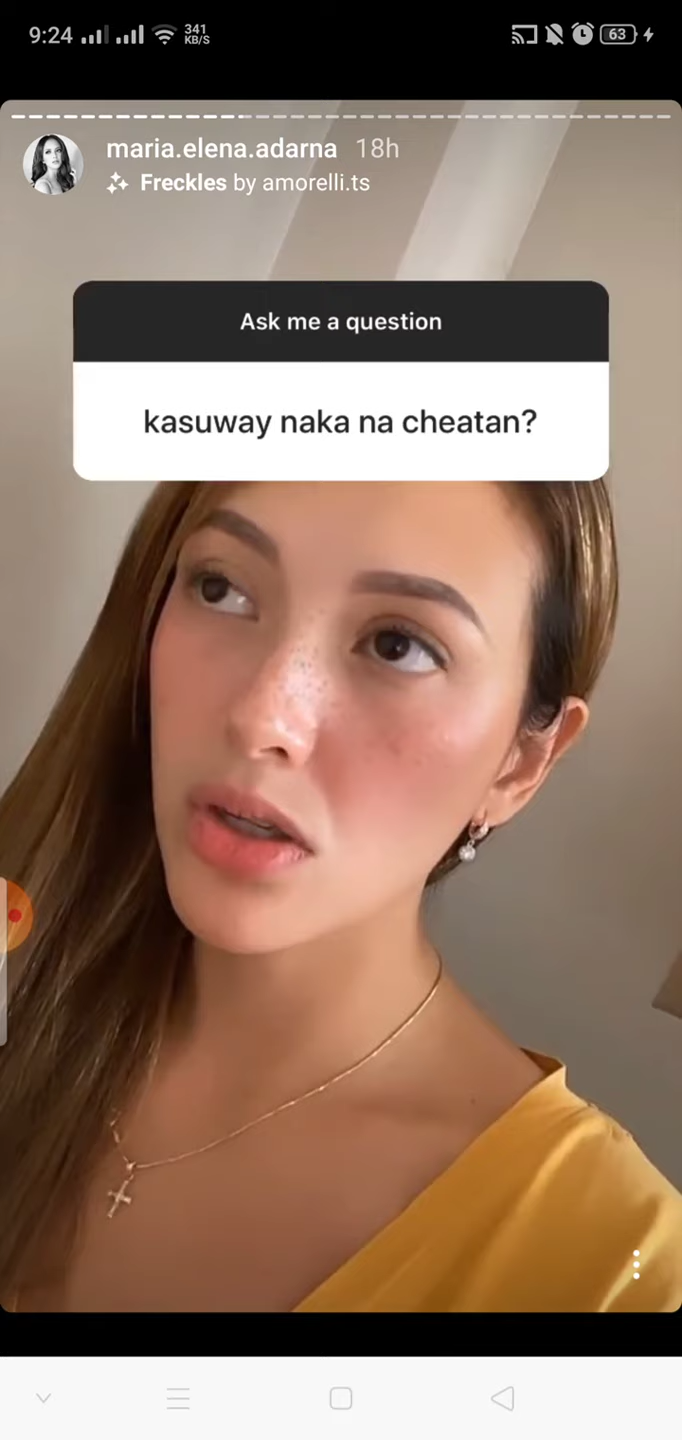 9:24 341 KB/S 63
maria.elena.adarna 18h
Freckles by amorelli.ts
Ask me a question
kasuway naka na cheatan?